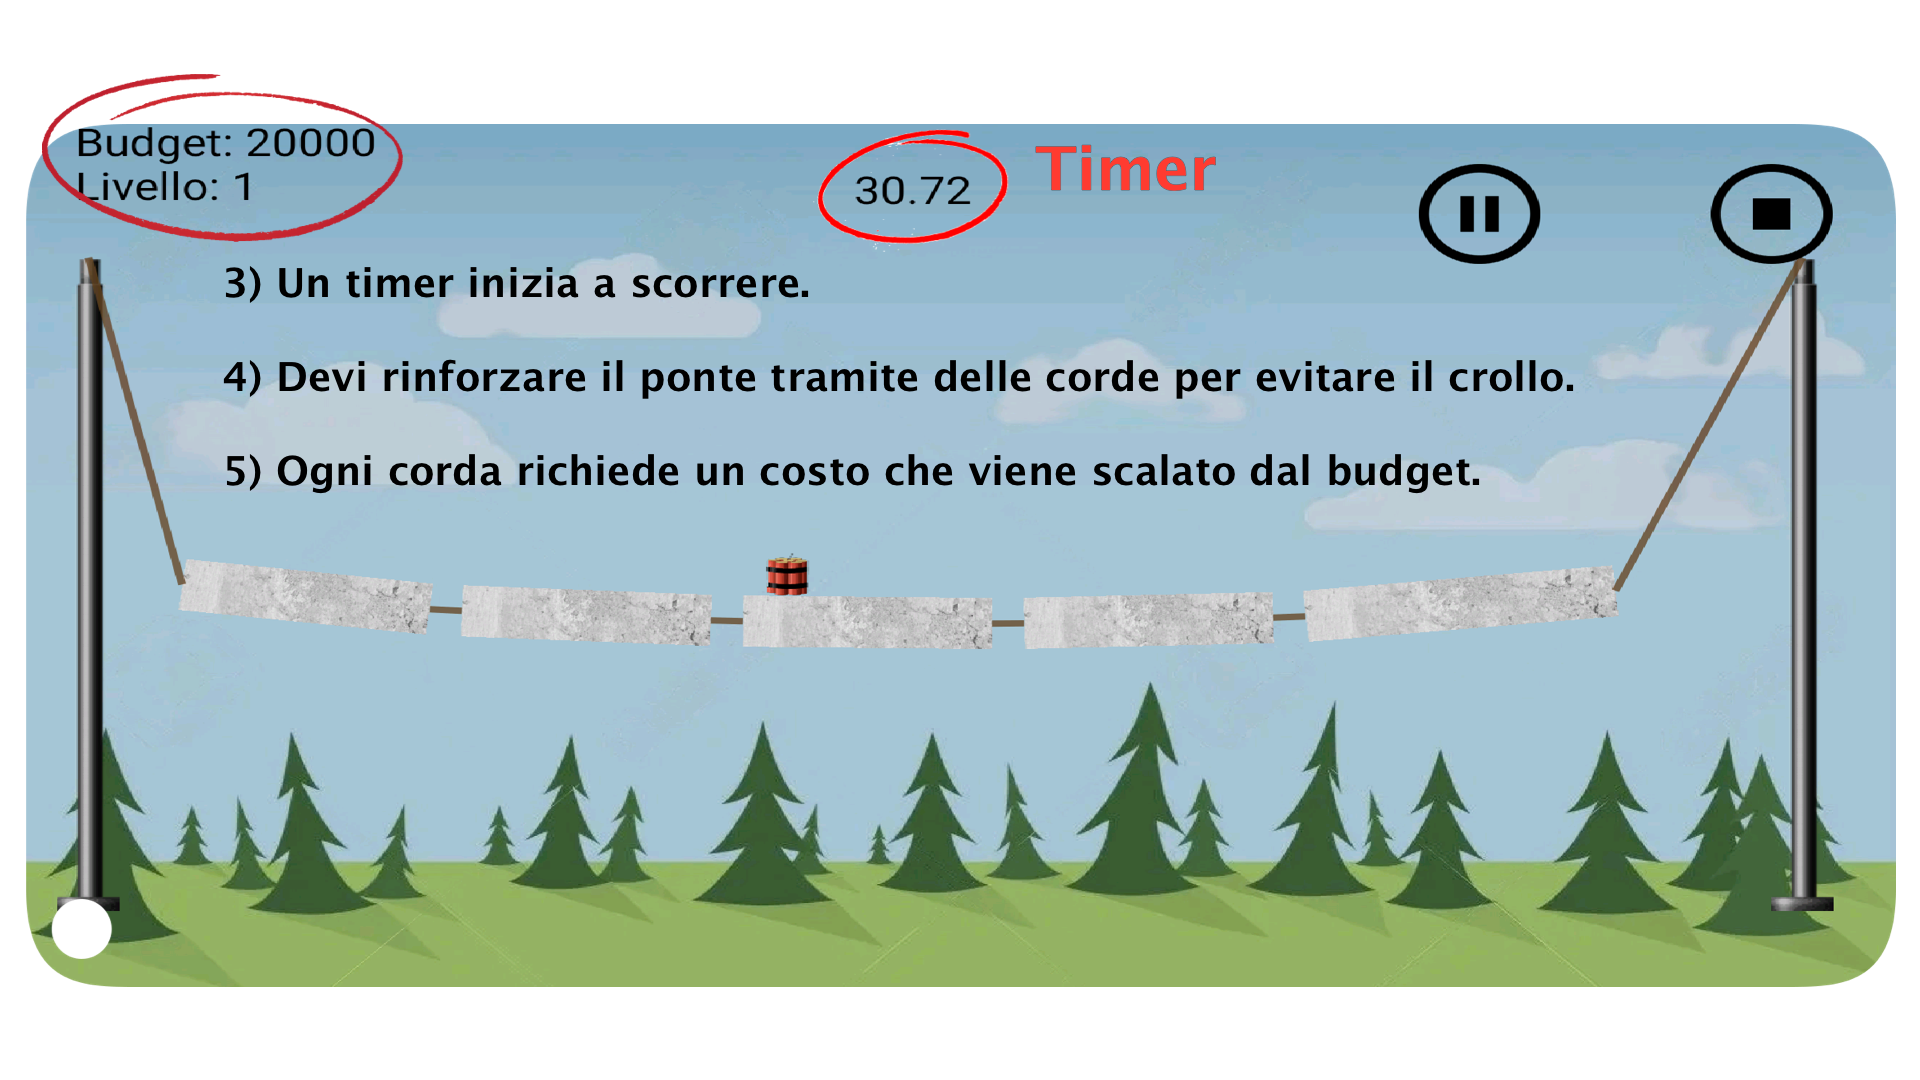 Budget: 20000
Livello: 1
30.72
Timer
3) Un timer inizia a scorrere.
4) Devi rinforzare il ponte tramite delle corde per evitare il crollo.
5) Ogni corda richiede un costo che viene scalato dal budget.